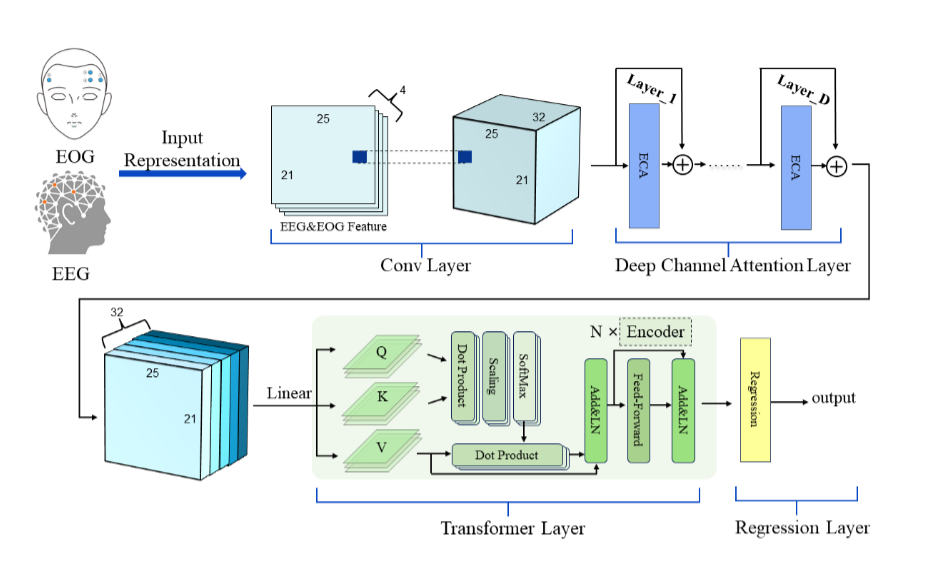 EOG
EEG
Input
Representation
25
21
4
EEG&EOG Feature
32
25
21
Conv Layer
Layer_1
ECA
......
Layer_D
ECA
Deep Channel Attention Layer
32
25
21
Linear
Q
K
V
Dot Product
Scaling
SoftMax
Dot Product
N × Encoder
Add&LN
Feed-Forward
Add&LN
Transformer Layer
Regression
output
Regression Layer